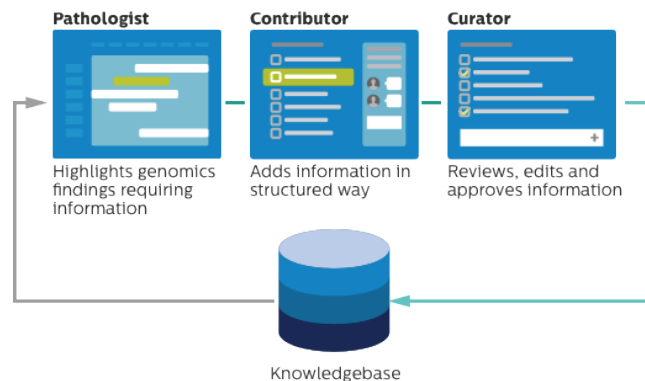 Pathologist
Highlights genomics
findings requiring
information
Contributor
Adds information in
structured way
Curator
Reviews, edits and
approves information
Knowledgebase